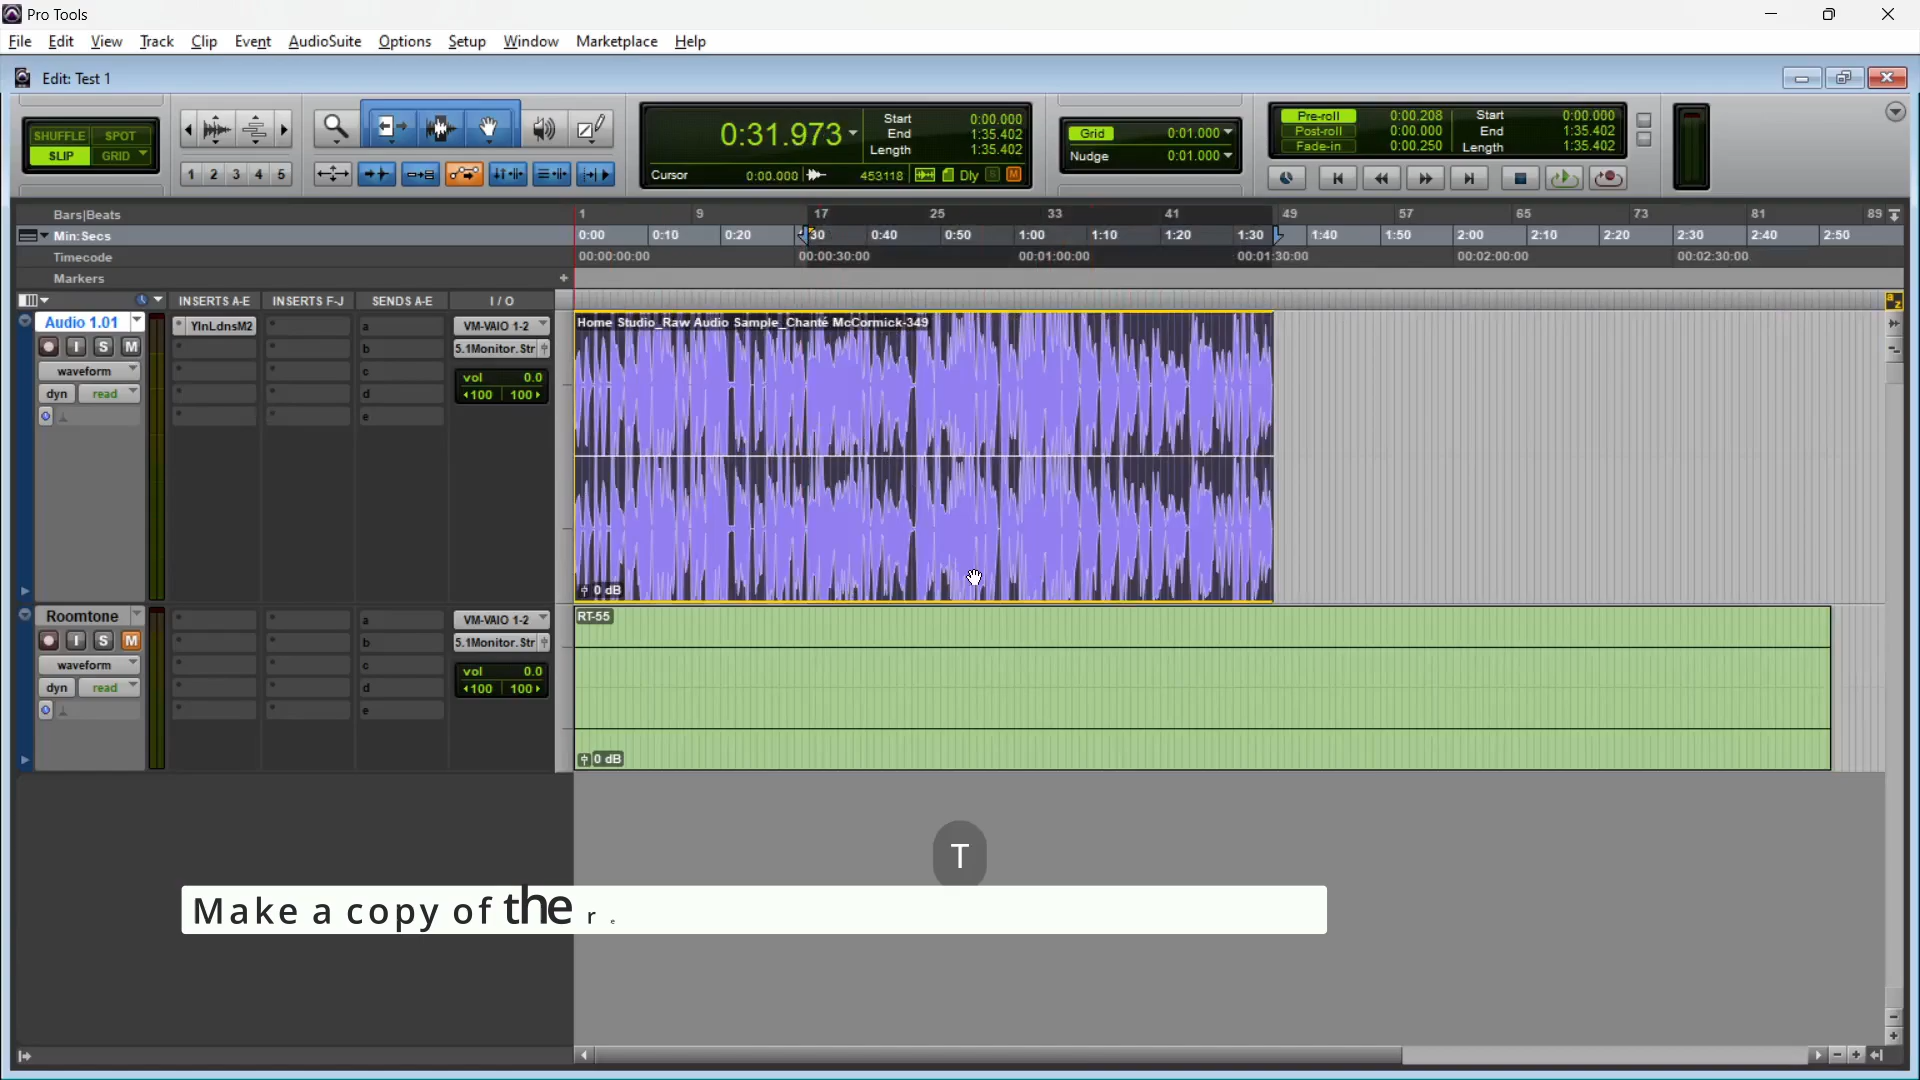 Pro Tools
File Edit View Track Clip Event AudioSuite Options Setup Window Marketplace Help
Edit: Test 1
SHUFFLE SPOT
SLIP GRID
1 2 3 4 5
0:31.973
Start 0:00.000
End 1:35.402
Length 1:35.402
Cursor 0:00.000 453118 Dly S M
Grid 0:01.000
Nudge 0:01.000
Pre-roll 0:00.208
Post-roll 0:00.000
Fade-in 0:00.250
Start 0:00.000
End 1:35.402
Length 1:35.402
Bars|Beats 1 9 17 25 33 41 49 57 65 73 81 89
Min:Secs 0:00 0:10 0:20 :30 0:40 0:50 1:00 1:10 1:20 1:30 1:40 1:50 2:00 2:10 2:20 2:30 2:40 2:50
Timecode 00:00:00:00 00:00:30:00 00:01:00:00 00:01:30:00 00:02:00:00 00:02:30:00
Markers
INSERTS A-E INSERTS F-J SENDS A-E I / O
a z
Audio 1.01
I S M
waveform
dyn read
YlnLdnsM2
a
b
c
d
e
VM-VAIO 1-2
5.1Monitor.Str
vol 0.0
100 100
Home Studio_Raw Audio Sample_Chanté McCormick-349
0 dB
Roomtone
I S M
waveform
dyn read
a
b
c
d
e
VM-VAIO 1-2
5.1Monitor.Str
vol 0.0
100 100
RT-55
0 dB
T
Make a copy of the r e